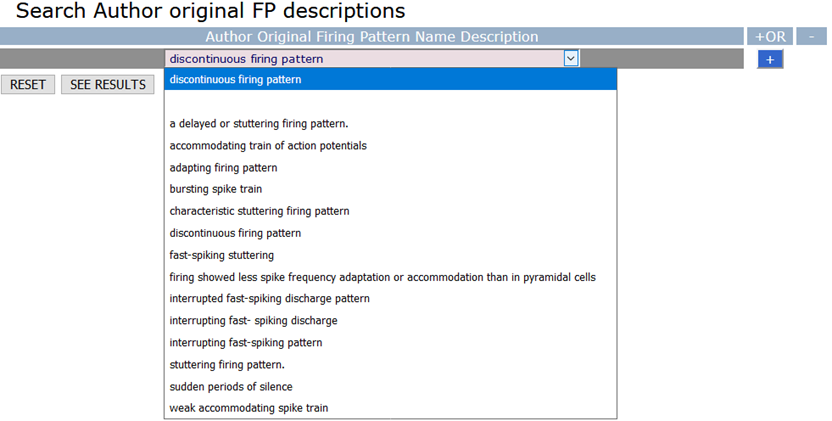 Search Author original FP descriptions
Author Original Firing Pattern Name Description +OR -
discontinuous firing pattern +
discontinuous firing pattern
RESET SEE RESULTS
a delayed or stuttering firing pattern.
accommodating train of action potentials
adapting firing pattern
bursting spike train
characteristic stuttering firing pattern
discontinuous firing pattern
fast-spiking stuttering
firing showed less spike frequency adaptation or accommodation than in pyramidal cells
interrupted fast-spiking discharge pattern
interrupting fast- spiking discharge
interrupting fast-spiking pattern
stuttering firing pattern.
sudden periods of silence
weak accommodating spike train